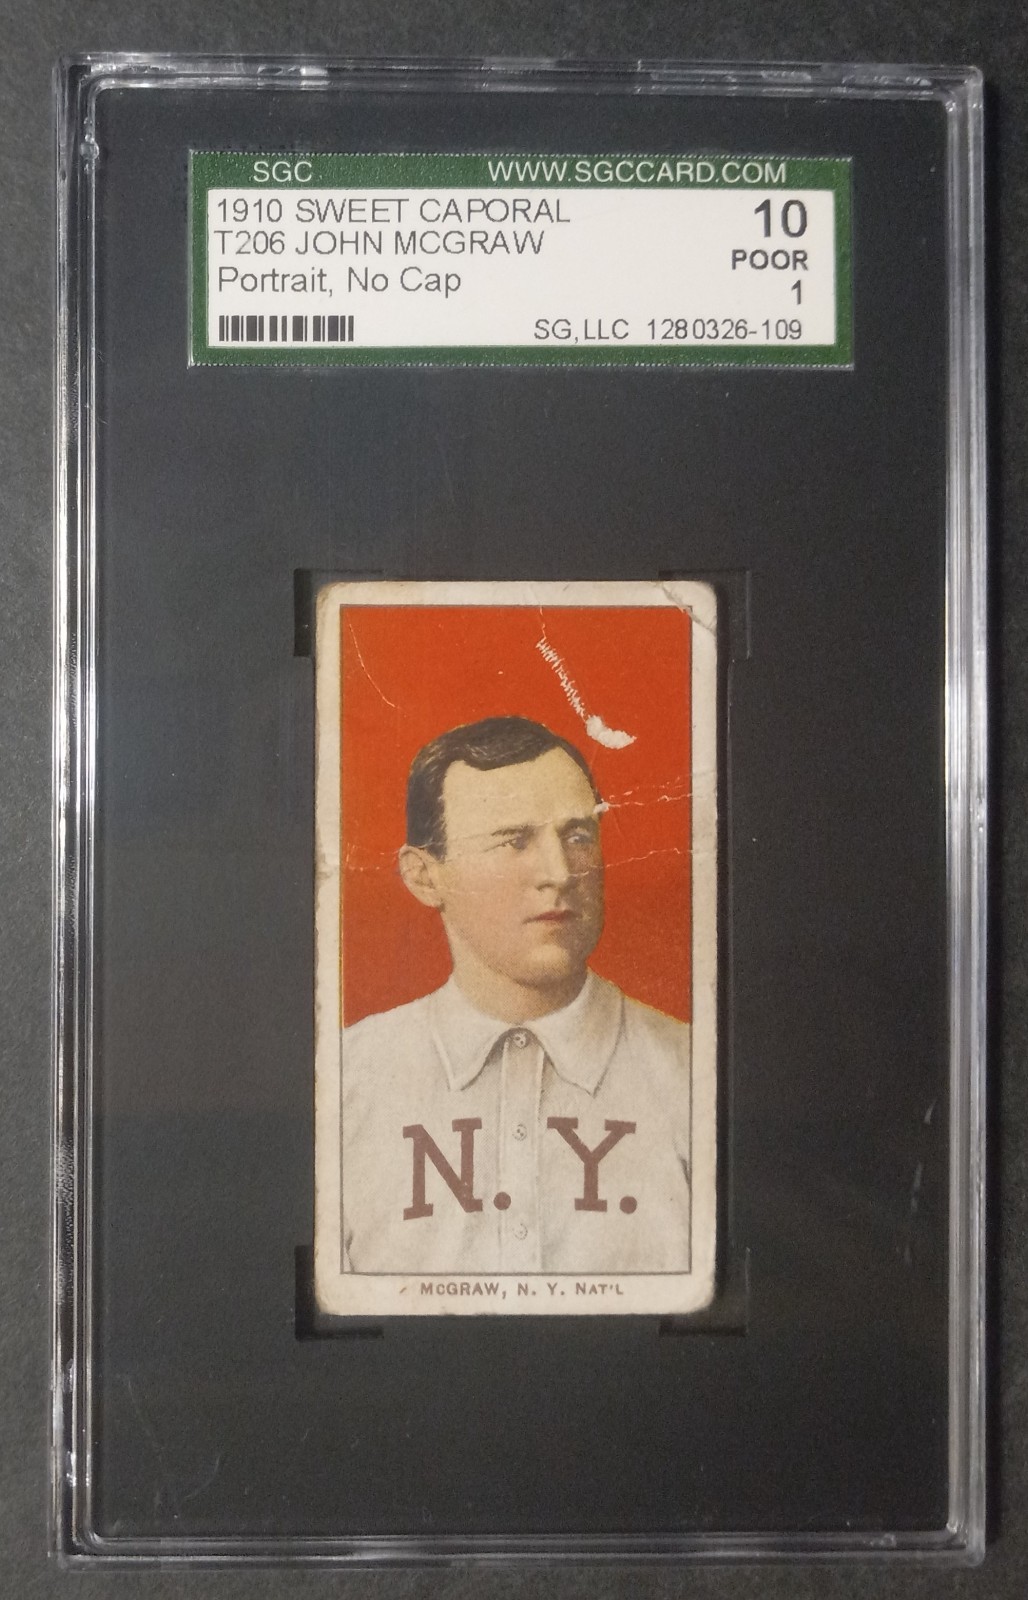 SGC WWW.SGCCARD.COM
1910 SWEET CAPORAL 10
T206 JOHN MCGRAW POOR
Portrait, No Cap 1
SG,LLC 1280326-109
N. Y.
McGRAW, N. Y. NAT'L